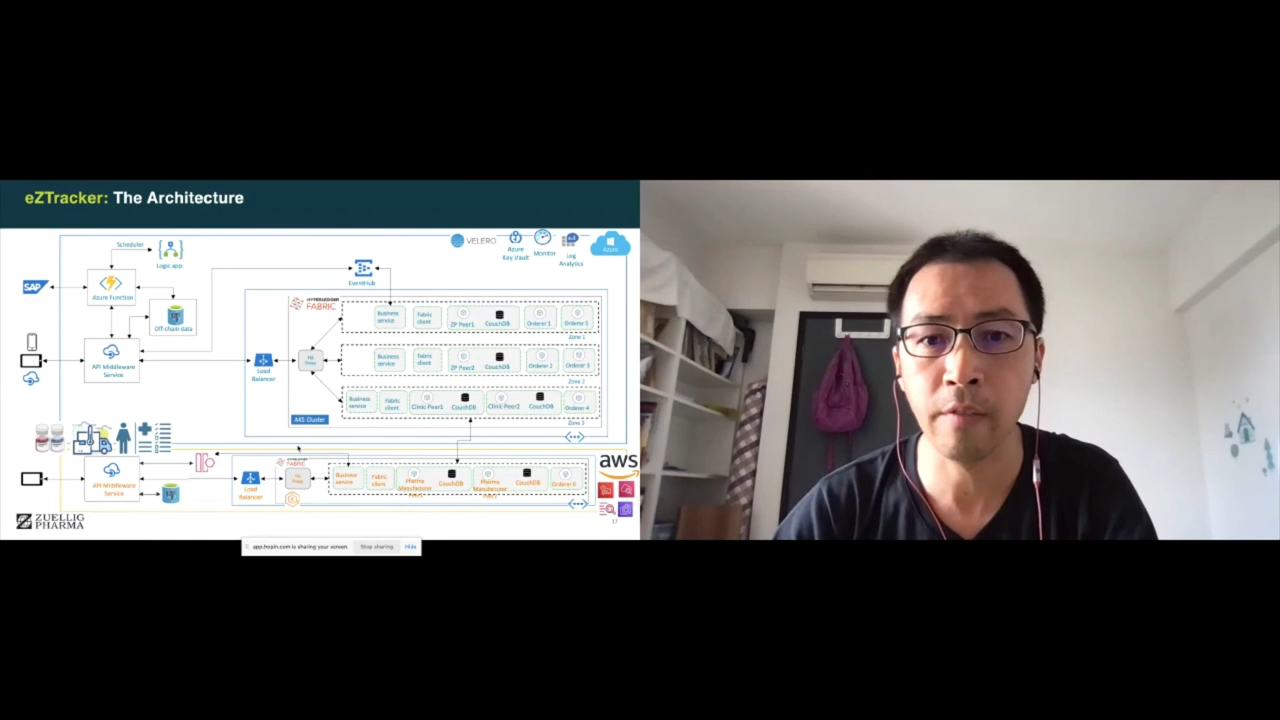 eZTracker: The Architecture
VELERO
Azure
Key Vault
Monitor
Log
Analytics
Azure
Scheduler
Logic app
SAP
Azure Function
EventHub
Off-chain data
API Middleware
Service
Load
Balancer
HYPERLEDGER
FABRIC
Business
service
Fabric
client
ZP Peer1
CouchDB
Orderer 1
Zone 1
Business
service
Fabric
client
ZP Peer2
CouchDB
Orderer 2
Orderer 3
Zone 2
Business
service
Fabric
client
Clinic Peer1
CouchDB
Clinic Peer2
CouchDB
Orderer 4
Zone 3
API Middleware
Service
Load
Balancer
FABRIC
Business
service
Fabric
client
Pharma
Manufacturer
CouchDB
Pharma
Manufacturer
CouchDB
aws
ZUELLIG
PHARMA
17
app.hopin.com is sharing your screen.
Stop sharing
Hide